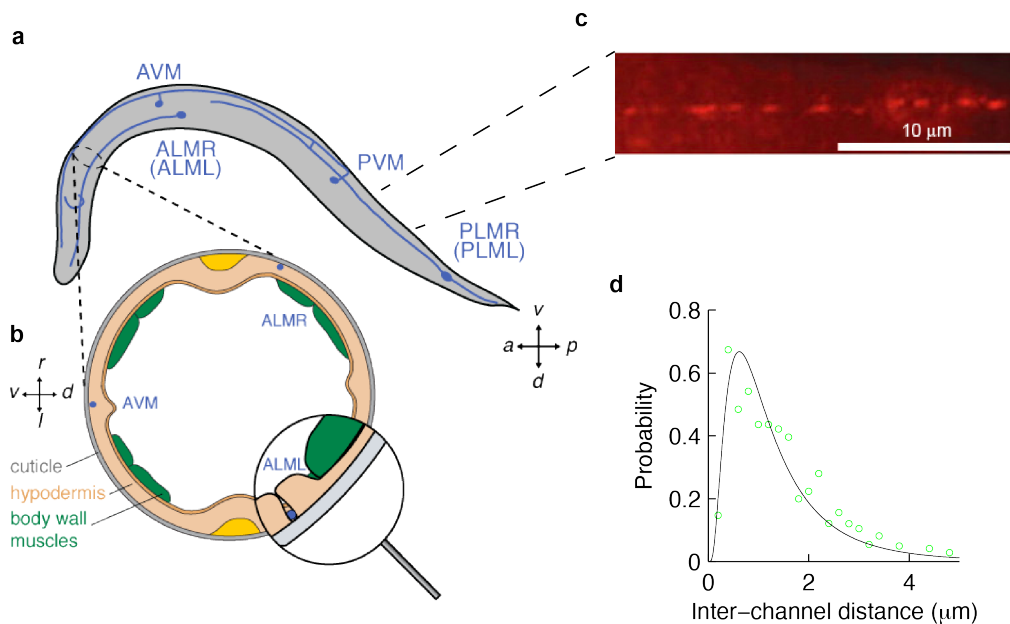 a
AVM
ALMR
(ALML)
PVM
PLMR
(PLML)
v
a p
d
b
r
v d
l
ALMR
AVM
ALML
cuticle
hypodermis
body wall
muscles
c
10 μm
d
0.8
0.6
0.4
0.2
0
0 2 4
Probability
Inter−channel distance (μm)